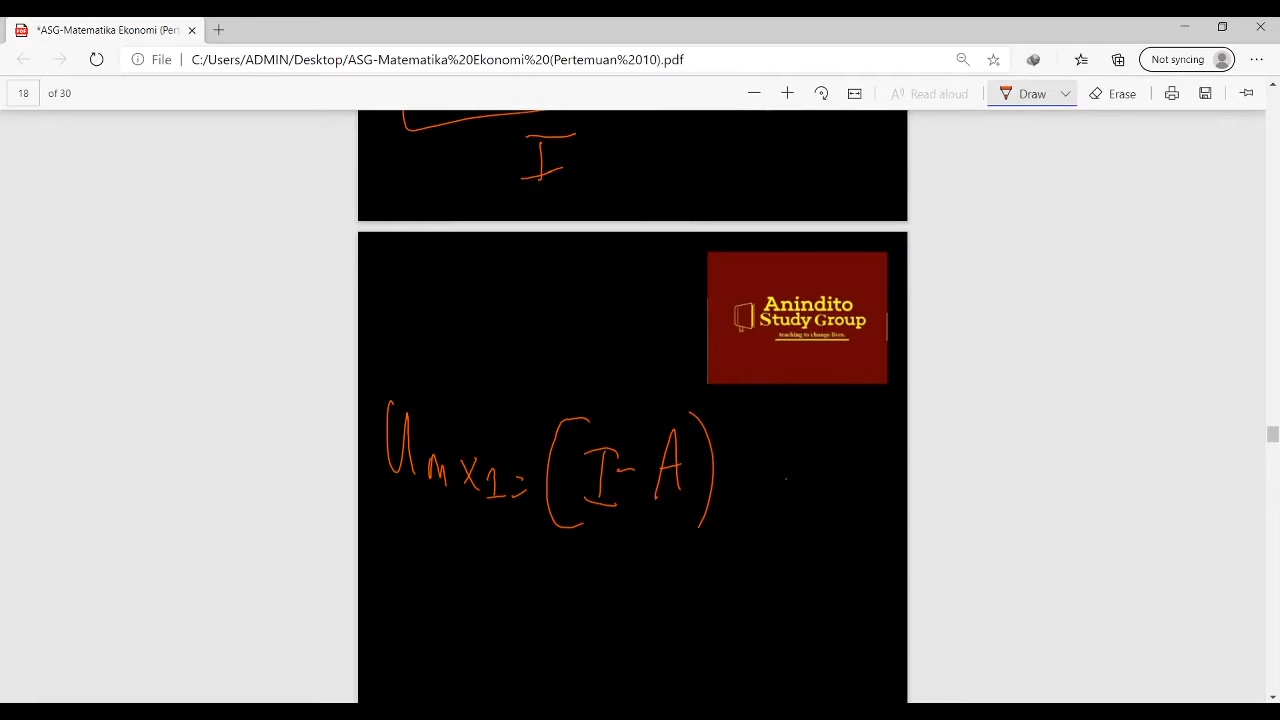 *ASG-Matematika Ekonomi (Pert
File
C:/Users/ADMIN/Desktop/ASG-Matematika%20Ekonomi%20(Pertemuan%2010).pdf
Not syncing
18 of 30
Read aloud
Draw
Erase
I
Anindito
Study Group
teaching to change lives.
U m x 1 = ( I - A )